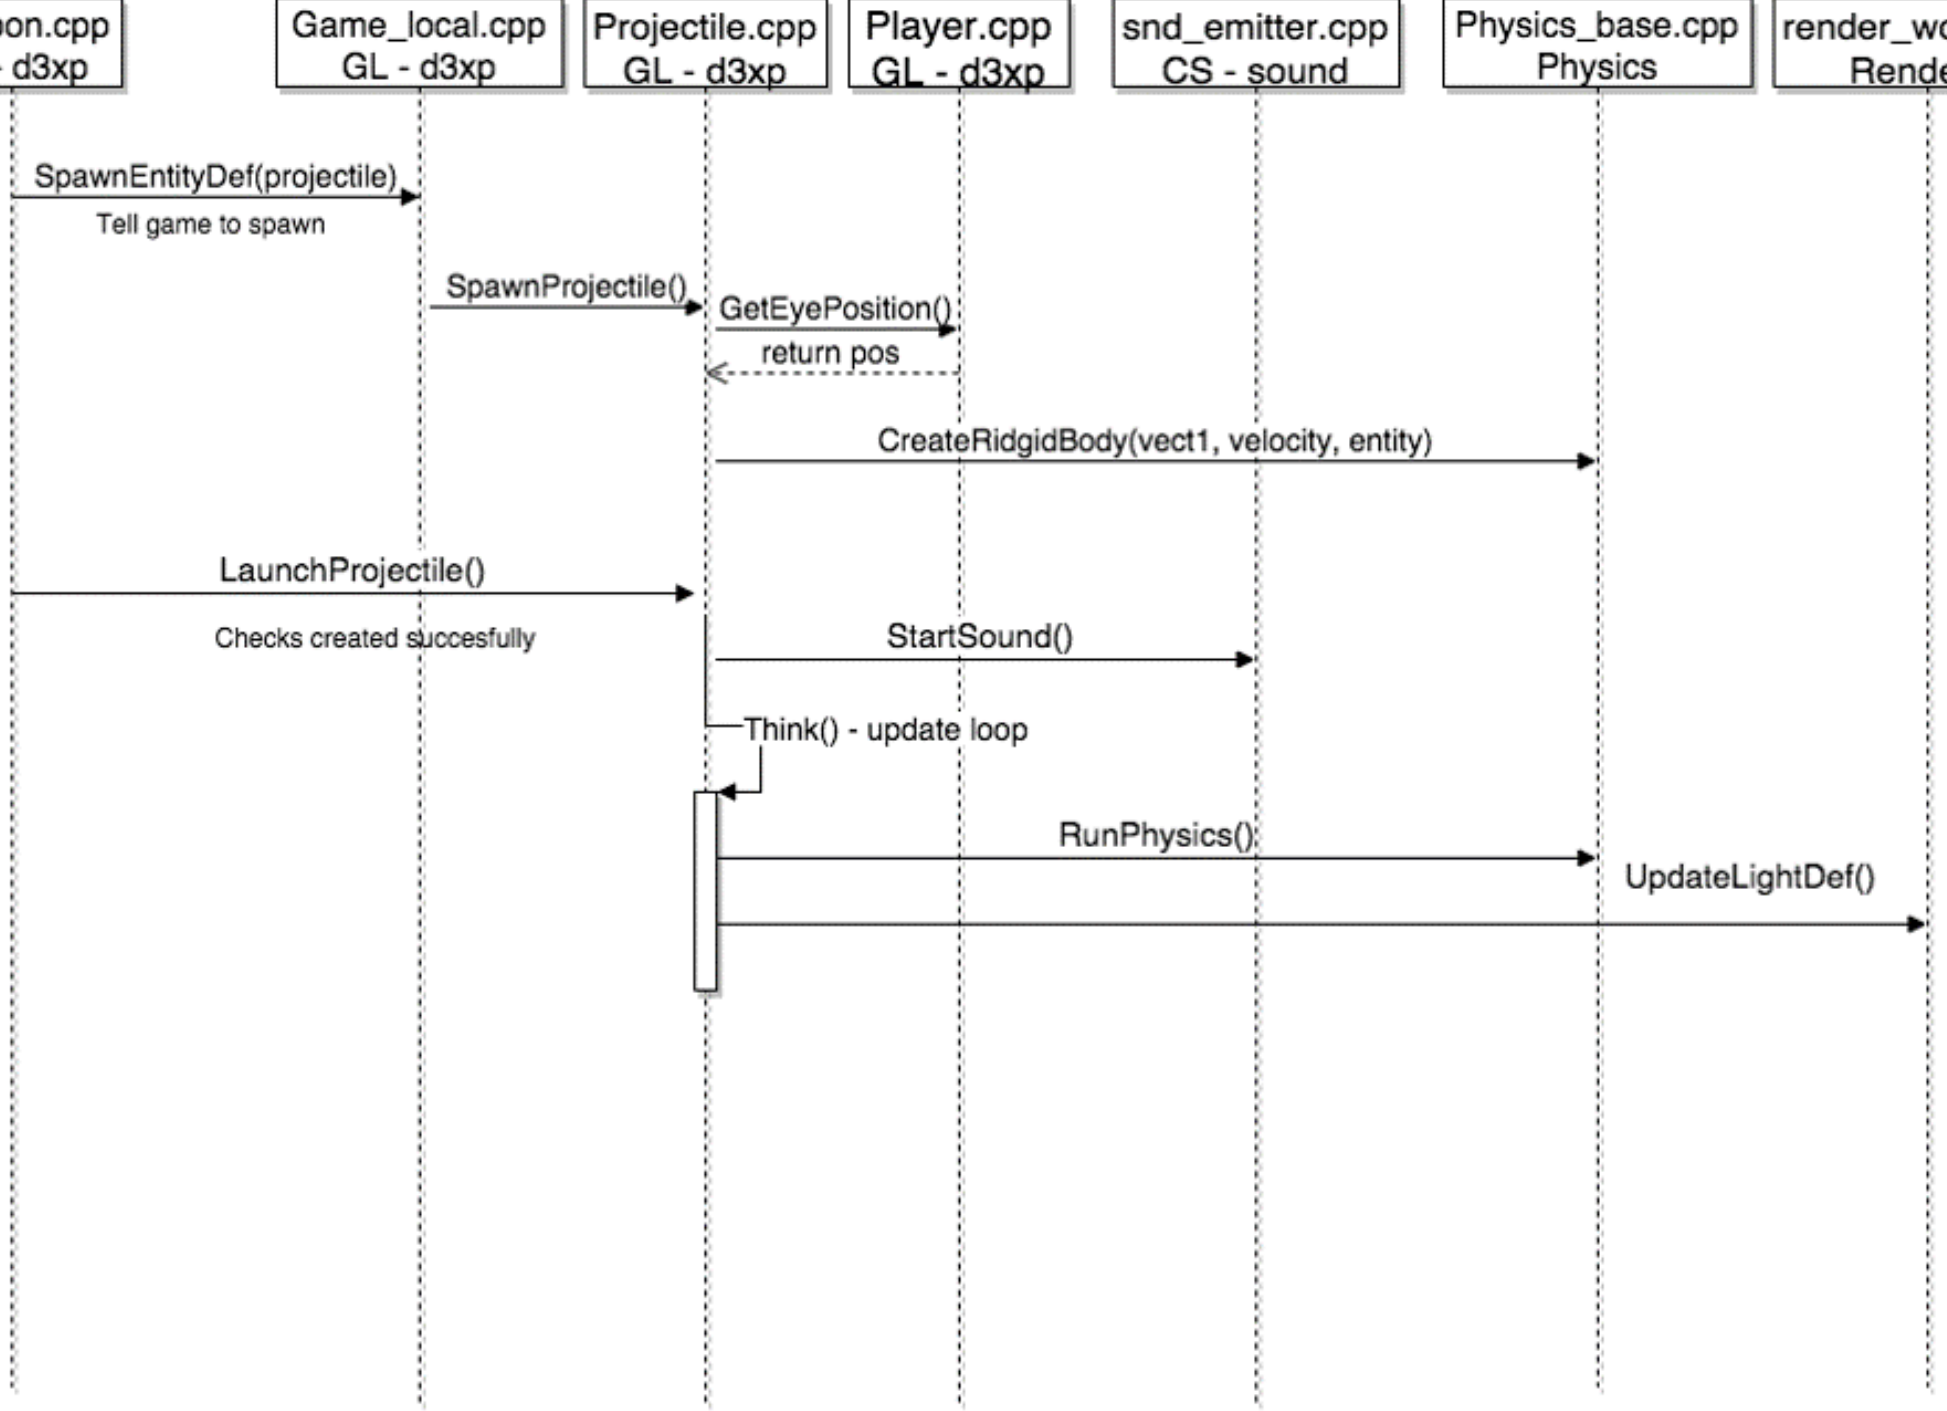 on.cpp
- d3xp
Game_local.cpp
GL - d3xp
Projectile.cpp
GL - d3xp
Player.cpp
GL - d3xp
snd_emitter.cpp
CS - sound
Physics_base.cpp
Physics
render_wo
Rende
SpawnEntityDef(projectile)
Tell game to spawn
SpawnProjectile()
GetEyePosition()
return pos
CreateRidgidBody(vect1, velocity, entity)
LaunchProjectile()
Checks created succesfully
StartSound()
Think() - update loop
RunPhysics()
UpdateLightDef()